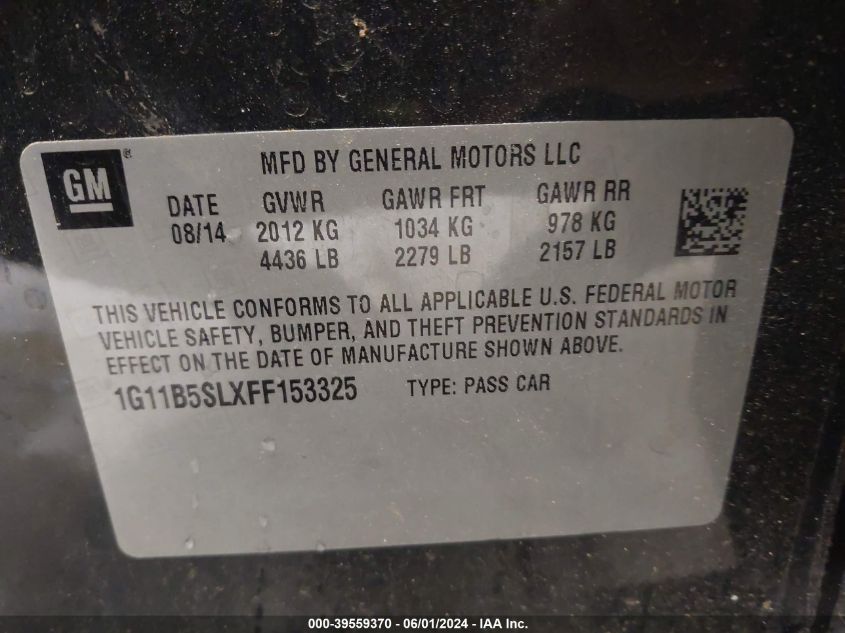 GM ®
MFD BY GENERAL MOTORS LLC
DATE GVWR GAWR FRT GAWR RR
08/14 2012 KG 1034 KG 978 KG
4436 LB 2279 LB 2157 LB
THIS VEHICLE CONFORMS TO ALL APPLICABLE U.S. FEDERAL MOTOR
VEHICLE SAFETY, BUMPER, AND THEFT PREVENTION STANDARDS IN
EFFECT ON THE DATE OF MANUFACTURE SHOWN ABOVE.
1G11B5SLXFF153325 TYPE: PASS CAR
000-39559370 - 06/01/2024 - IAA Inc.